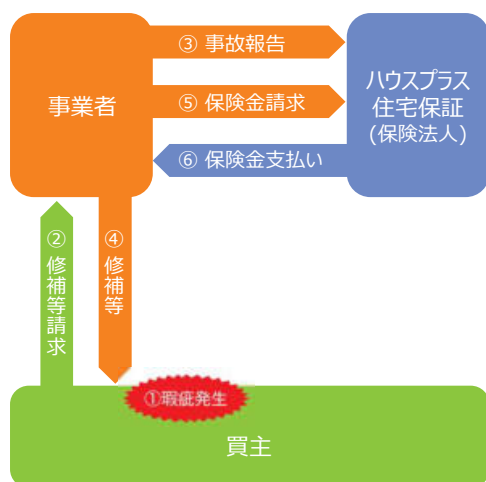 ③ 事故報告
事業者
⑤ 保険金請求
⑥ 保険金支払い
ハウスプラス
住宅保証
(保険法人)
② 修補等請求
④ 修補等
①瑕疵発生
買主